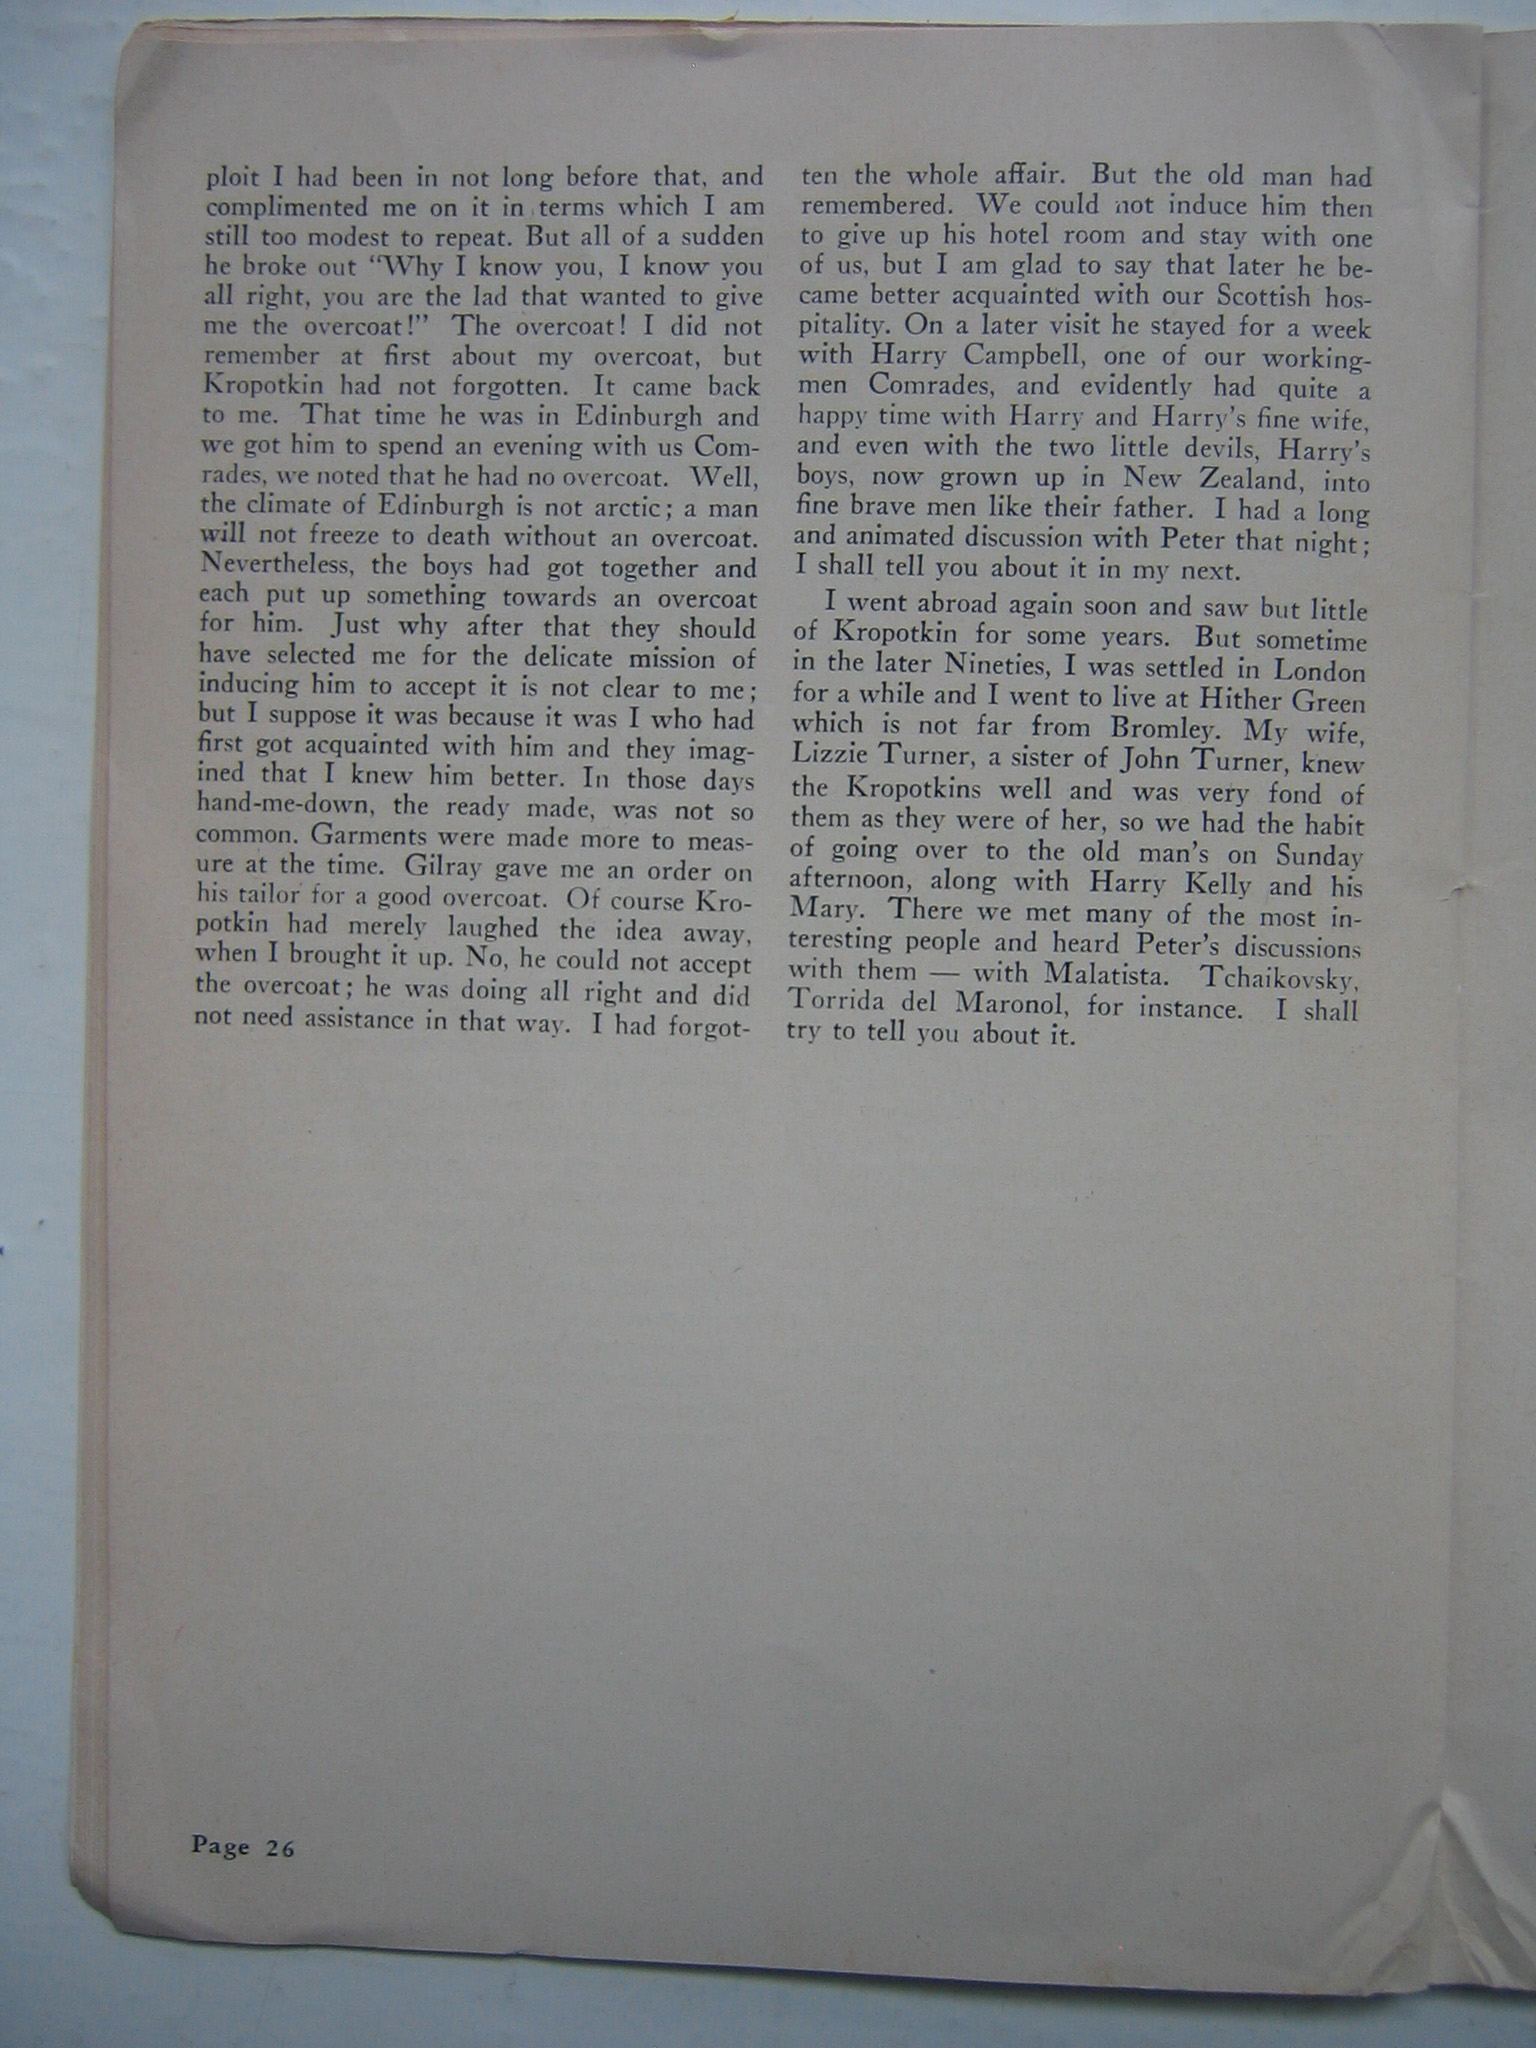 ploit I had been in not long before that, and
complimented me on it in terms which I am
still too modest to repeat. But all of a sudden
he broke out "Why I know you, I know you
all right, you are the lad that wanted to give
me the overcoat!" The overcoat! I did not
remember at first about my overcoat, but
Kropotkin had not forgotten. It came back
to me. That time he was in Edinburgh and
we got him to spend an evening with us Com-
rades, we noted that he had no overcoat. Well,
the climate of Edinburgh is not arctic; a man
will not freeze to death without an overcoat.
Nevertheless, the boys had got together and
each put up something towards an overcoat
for him. Just why after that they should
have selected me for the delicate mission of
inducing him to accept it is not clear to me;
but I suppose it was because it was I who had
first got acquainted with him and they imag-
ined that I knew him better. In those days
hand-me-down, the ready made, was not so
common. Garments were made more to meas-
ure at the time. Gilray gave me an order on
his tailor for a good overcoat. Of course Kro-
potkin had merely laughed the idea away,
when I brought it up. No, he could not accept
the overcoat; he was doing all right and did
not need assistance in that way. I had forgot-
ten the whole affair. But the old man had
remembered. We could not induce him then
to give up his hotel room and stay with one
of us, but I am glad to say that later he be-
came better acquainted with our Scottish hos-
pitality. On a later visit he stayed for a week
with Harry Campbell, one of our working-
men Comrades, and evidently had quite a
happy time with Harry and Harry's fine wife,
and even with the two little devils, Harry's
boys, now grown up in New Zealand, into
fine brave men like their father. I had a long
and animated discussion with Peter that night;
I shall tell you about it in my next.
I went abroad again soon and saw but little
of Kropotkin for some years. But sometime
in the later Nineties, I was settled in London
for a while and I went to live at Hither Green
which is not far from Bromley. My wife,
Lizzie Turner, a sister of John Turner, knew
the Kropotkins well and was very fond of
them as they were of her, so we had the habit
of going over to the old man's on Sunday
afternoon, along with Harry Kelly and his
Mary. There we met many of the most in-
teresting people and heard Peter's discussions
with them — with Malatista. Tchaikovsky,
Torrida del Maronol, for instance. I shall
try to tell you about it.
Page 26